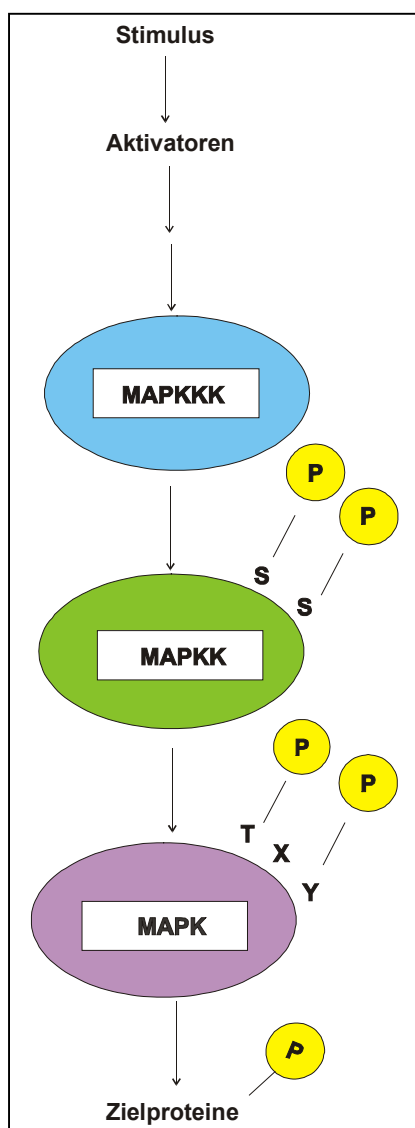 Stimulus
Aktivatoren
MAPKKK
P
P
S
S
MAPKK
P
P
T
X
Y
MAPK
P
Zielproteine